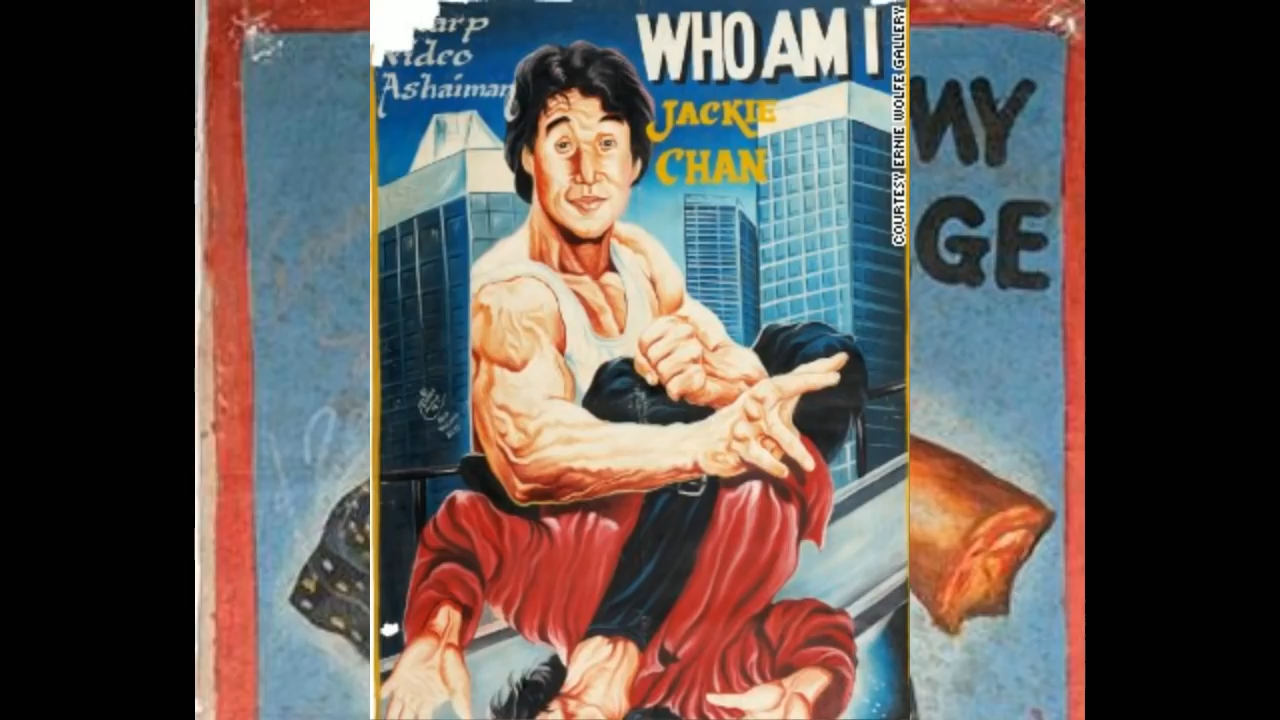 Video
Ashaiman
WHO AM I
JACKIE
CHAN
COURTESY ERNIE WOLFE GALLERY
MY
GE